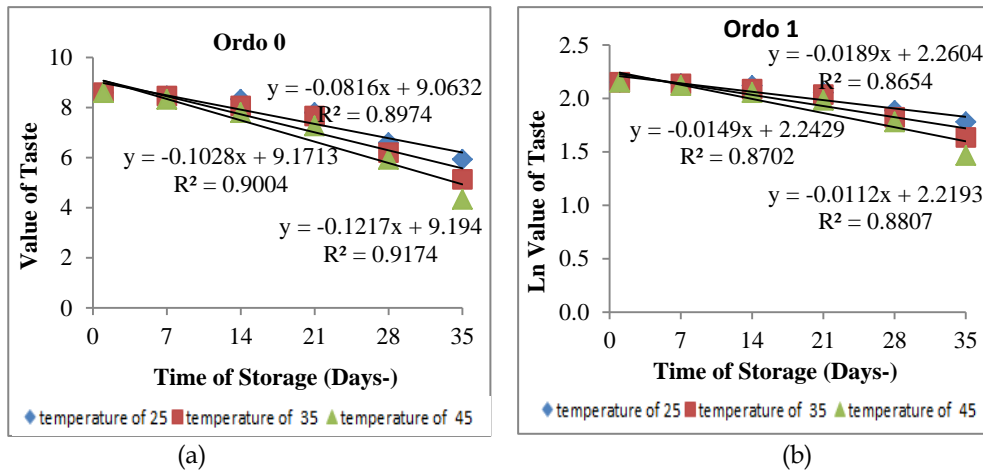 Ordo 0
Value of Taste
10
8
6
4
2
0
y = -0.0816x + 9.0632
R² = 0.8974
y = -0.1028x + 9.1713
R² = 0.9004
y = -0.1217x + 9.194
R² = 0.9174
0 7 14 21 28 35
Time of Storage (Days-)
temperature of 25 temperature of 35 temperature of 45
(a)
Ordo 1
Ln Value of Taste
2.5
2.0
1.5
1.0
0.5
0.0
y = -0.0189x + 2.2604
R² = 0.8654
y = -0.0149x + 2.2429
R² = 0.8702
y = -0.0112x + 2.2193
R² = 0.8807
0 7 14 21 28 35
Time of Storage (Days-)
temperature of 25 temperature of 35 temperature of 45
(b)